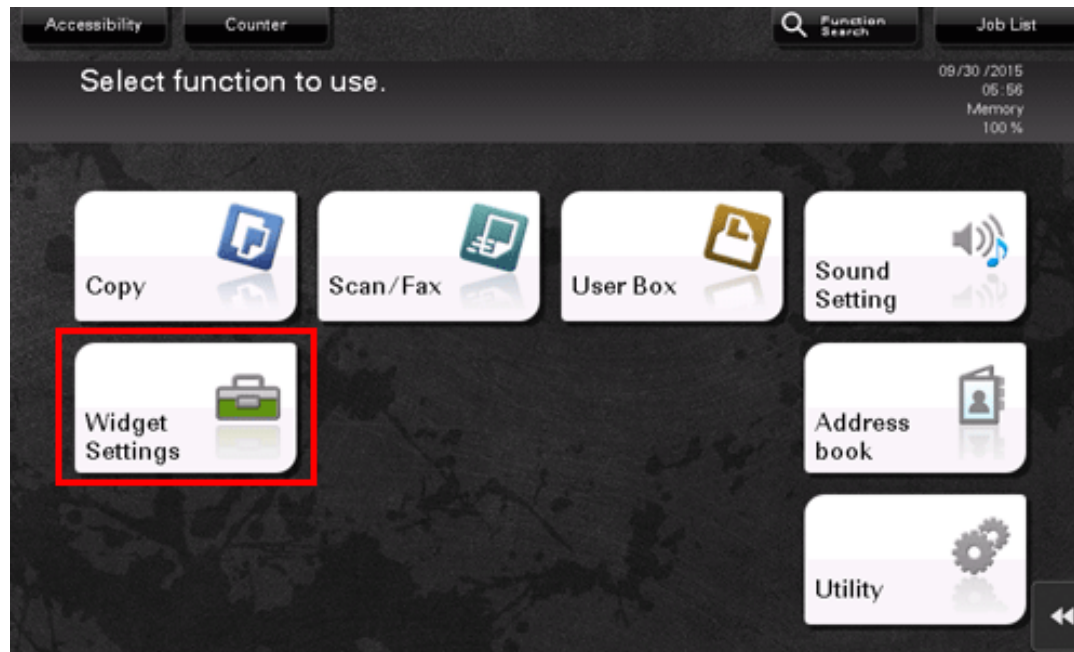 Accessibility
Counter
Function
Search
Job List
Select function to use.
09/30 /2015
05:56
Memory
100 %
Copy
Scan/Fax
User Box
Sound
Setting
Widget
Settings
Address
book
Utility